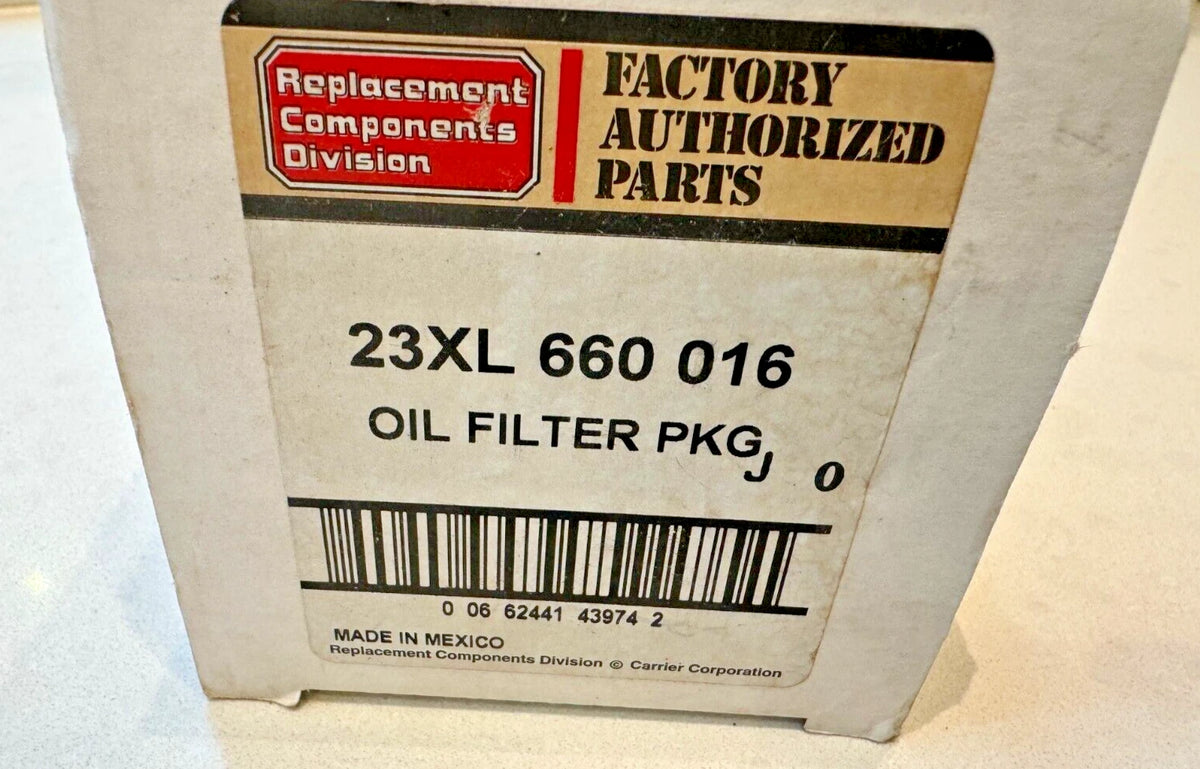 Replacement
Components
Division
FACTORY
AUTHORIZED
PARTS
23XL 660 016
OIL FILTER PKG
J 0
0 06 62441 43974 2
MADE IN MEXICO
Replacement Components Division © Carrier Corporation